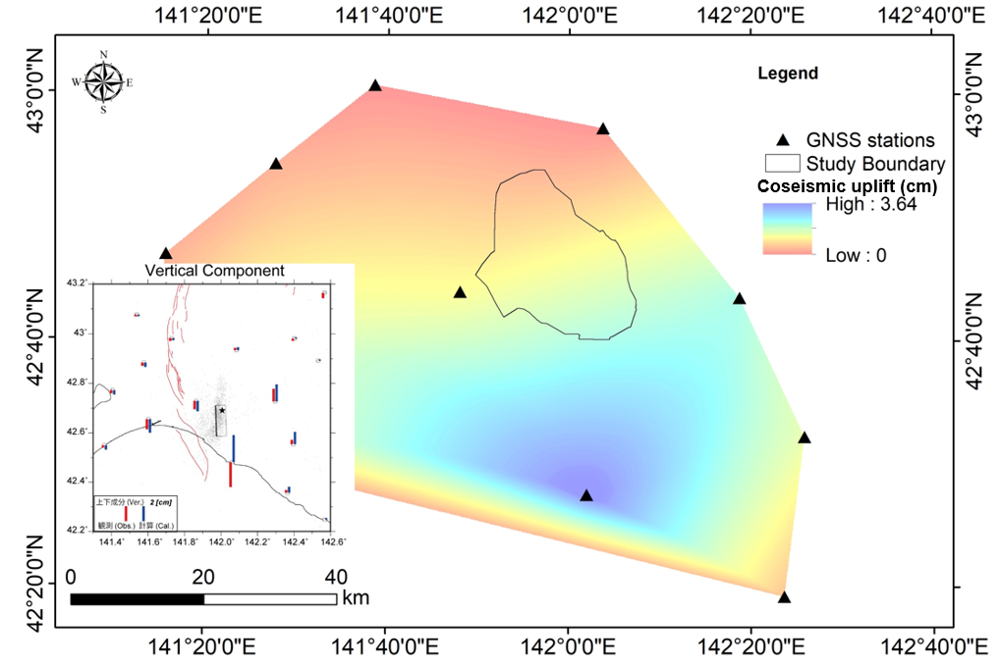 141°20'0"E 141°40'0"E 142°0'0"E 142°20'0"E 142°40'0"E
43°0'0"N
42°40'0"N
42°20'0"N
N
W E
S
Legend
GNSS stations
Study Boundary
Coseismic uplift (cm)
High : 3.64
Low : 0
43°0'0"N
42°40'0"N
Vertical Component
43.2°
43°
42.8°
42.6°
42.4°
42.2°
上下成分 (Ver.) 2 [cm]
観測 (Obs.) 計算 (Cal.)
141.4° 141.6° 141.8° 142.0° 142.2° 142.4° 142.6°
0 20 40
km
141°20'0"E 141°40'0"E 142°0'0"E 142°20'0"E 142°40'0"E